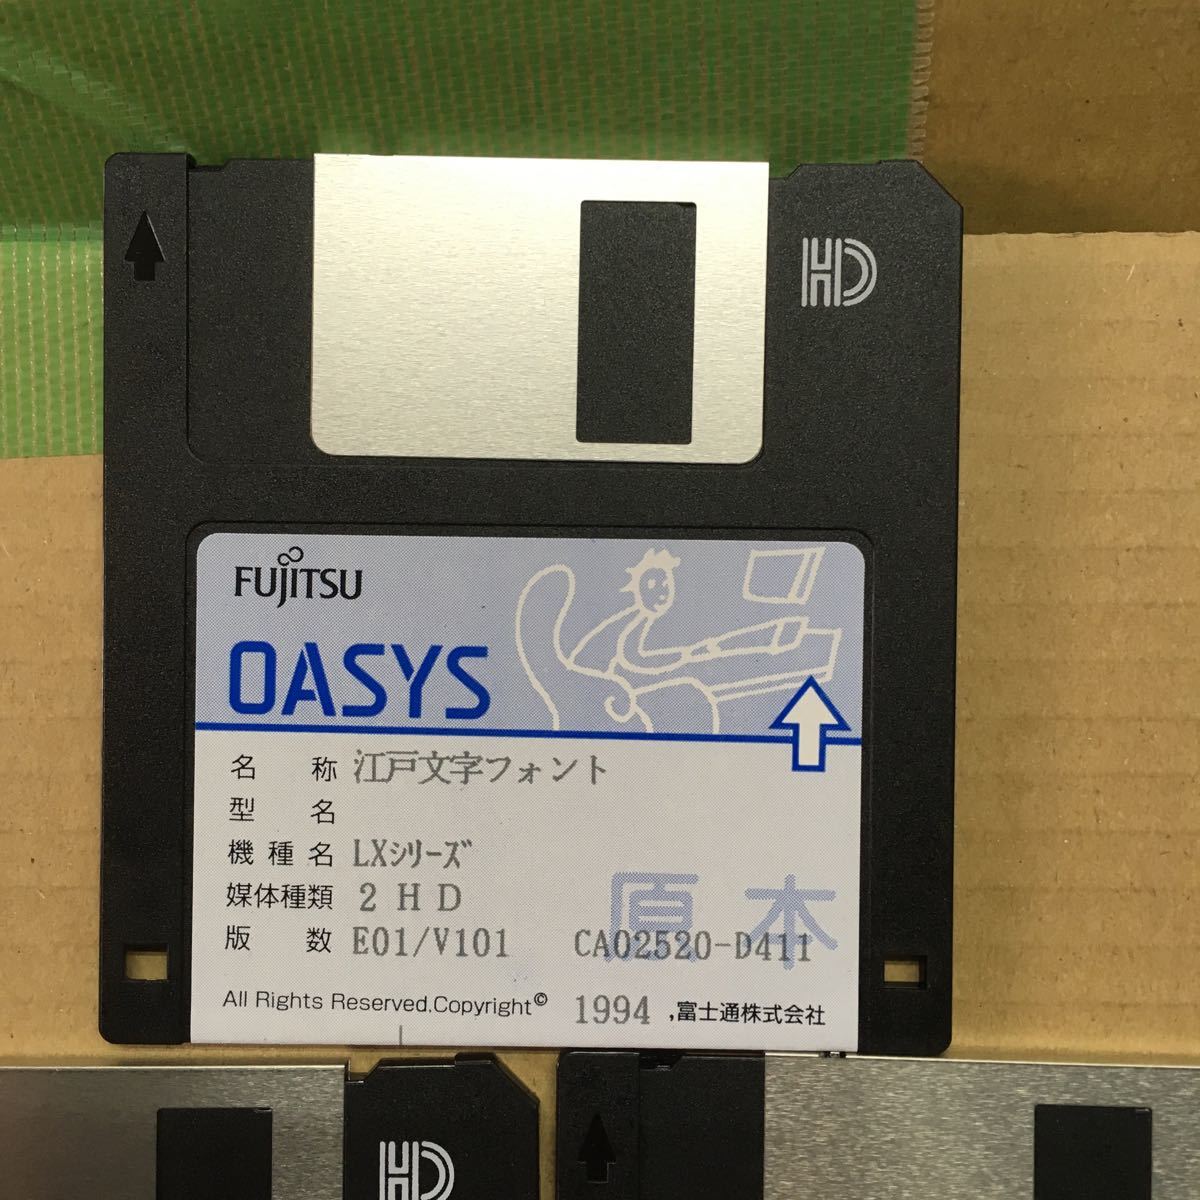 HD
FUJITSU
OASYS
名 称 江戸文字フォント
型 名
機種名 LXシリーズ
媒体種類 2HD
原本
版 数 E01/V101 CA02520-D411
All Rights Reserved.Copyright© 1994 ,富士通株式会社
HD